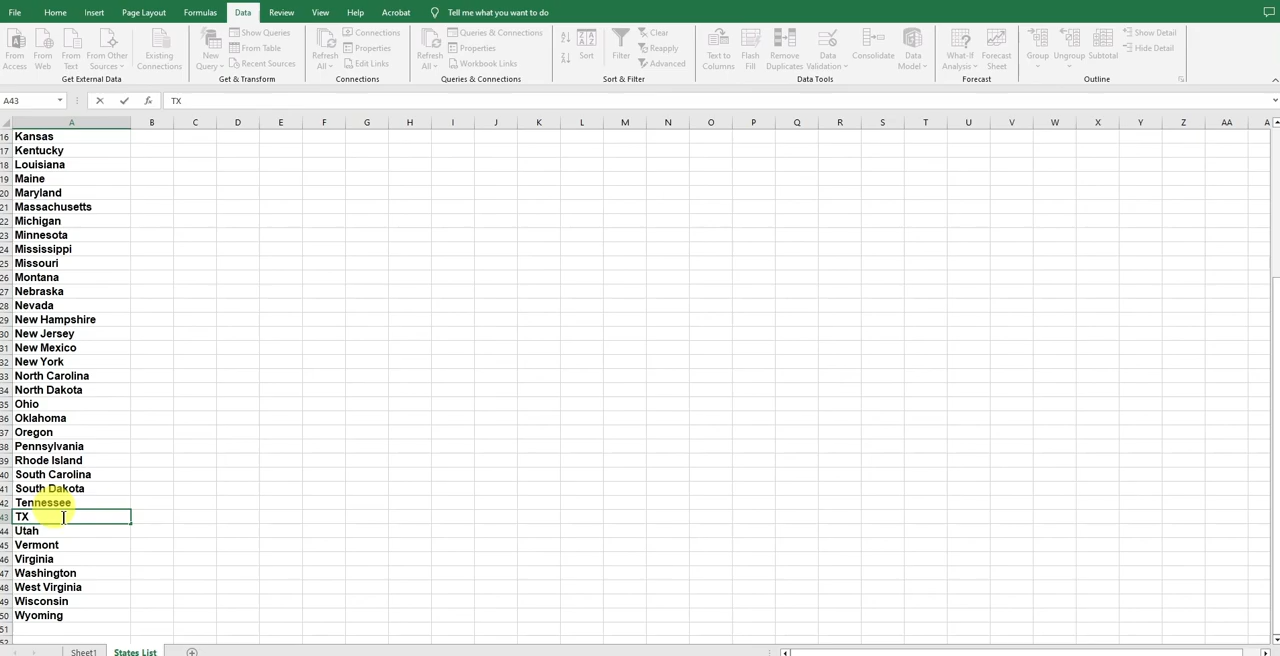 File Home Insert Page Layout Formulas Data Review View Help Acrobat Tell me what you want to do
From Access
From Web
From Text
From Other Sources
Existing Connections
Get External Data
New Query
Show Queries
From Table
Recent Sources
Get & Transform
Refresh All
Connections
Properties
Edit Links
Connections
Refresh All
Queries & Connections
Properties
Workbook Links
Queries & Connections
Sort
Filter
Clear
Reapply
Advanced
Sort & Filter
Text to Columns
Flash Fill
Remove Duplicates
Data Validation
Consolidate
Data Model
Data Tools
What-If Analysis
Forecast Sheet
Forecast
Group
Ungroup
Subtotal
Show Detail
Hide Detail
Outline
A43 fx TX
A B C D E F G H I J K L M N O P Q R S T U V W X Y Z AA A
16 Kansas
17 Kentucky
18 Louisiana
19 Maine
20 Maryland
21 Massachusetts
22 Michigan
23 Minnesota
24 Mississippi
25 Missouri
26 Montana
27 Nebraska
28 Nevada
29 New Hampshire
30 New Jersey
31 New Mexico
32 New York
33 North Carolina
34 North Dakota
35 Ohio
36 Oklahoma
37 Oregon
38 Pennsylvania
39 Rhode Island
40 South Carolina
41 South Dakota
42 Tennessee
43 TX
44 Utah
45 Vermont
46 Virginia
47 Washington
48 West Virginia
49 Wisconsin
50 Wyoming
51
52
Sheet1 States List